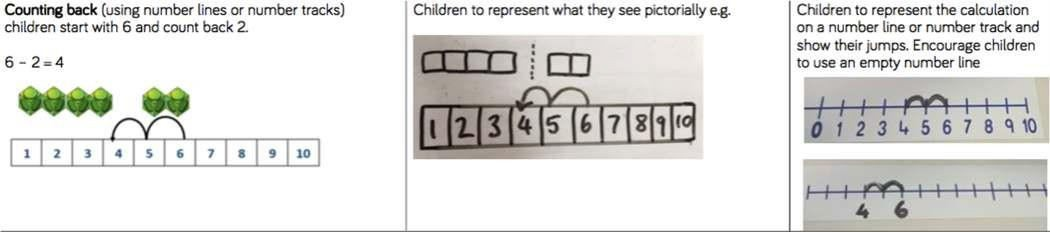 Counting back (using number lines or number tracks)
children start with 6 and count back 2.
6 - 2 = 4
1 2 3 4 5 6 7 8 9 10
Children to represent what they see pictorially e.g.
1 2 3 4 5 6 7 8 9 10
Children to represent the calculation
on a number line or number track and
show their jumps. Encourage children
to use an empty number line
0 1 2 3 4 5 6 7 8 9 10
4 6